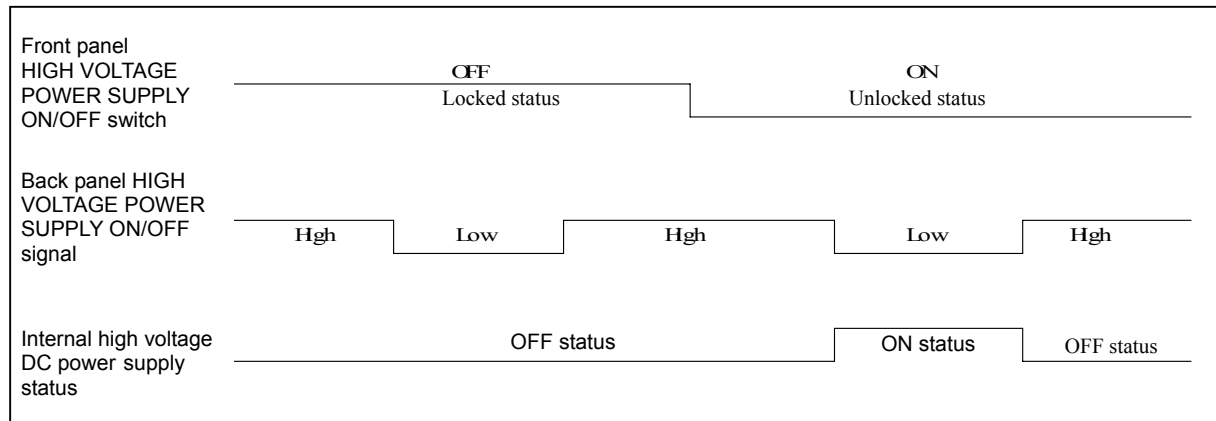 Front panel
HIGH VOLTAGE
POWER SUPPLY
ON/OFF switch
OFF
Locked status
ON
Unlocked status
Back panel HIGH
VOLTAGE POWER
SUPPLY ON/OFF
signal
Hgh
Low
Hgh
Low
Hgh
Internal high voltage
DC power supply
status
OFF status
ON status
OFF status